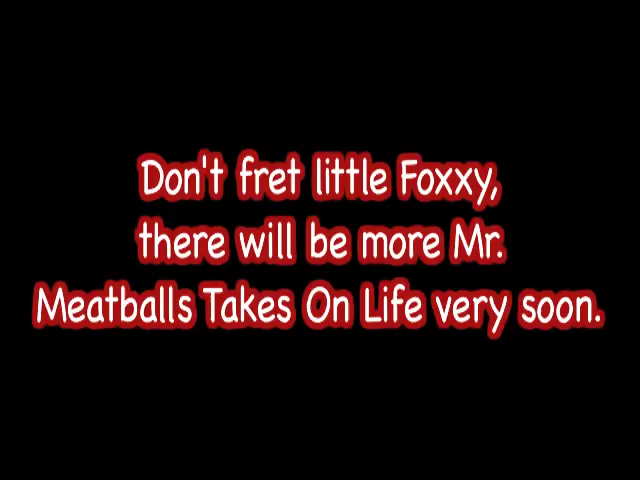 Don't fret little Foxxy,
there will be more Mr.
Meatballs Takes On Life very soon.